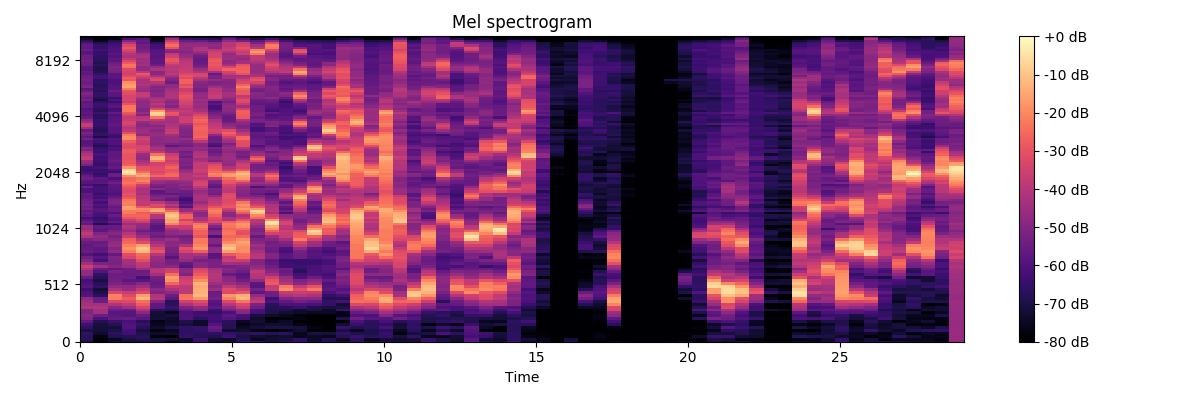 Mel spectrogram
8192
4096
2048
1024
512
0
Hz
0
5
10
15
20
25
Time
+0 dB
-10 dB
-20 dB
-30 dB
-40 dB
-50 dB
-60 dB
-70 dB
-80 dB